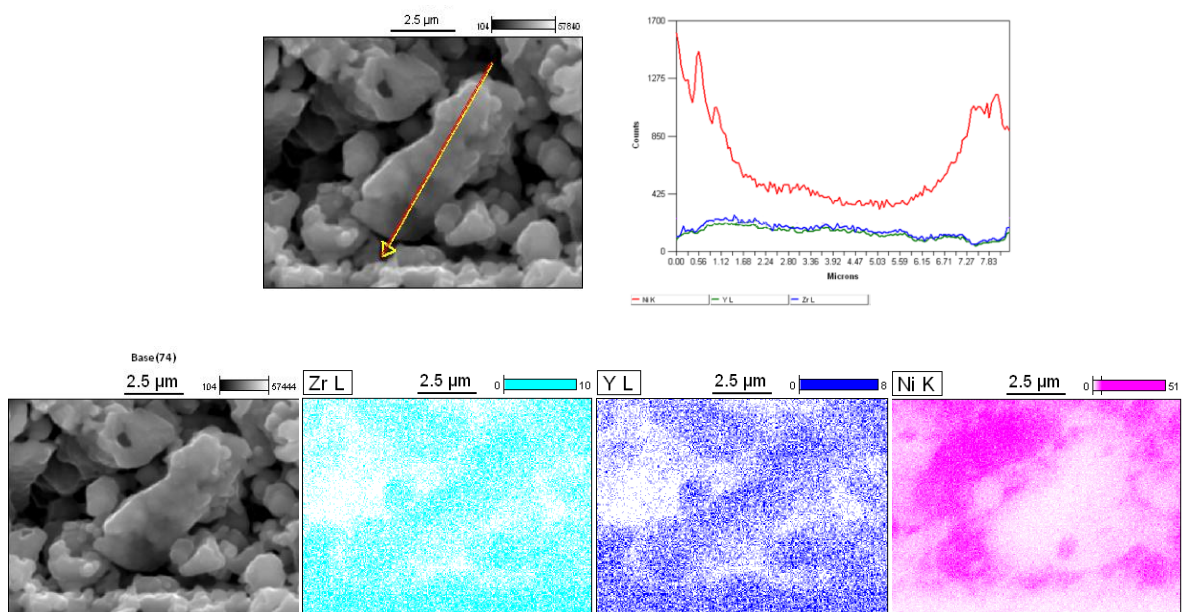 2.5 µm
104 57840
1700
1275
850
425
0
Counts
0.00 0.56 1.12 1.68 2.24 2.80 3.36 3.92 4.47 5.03 5.59 6.15 6.71 7.27 7.83
Microns
Ni K Y L Zr L
Base(74)
2.5 µm
104 57444
Zr L 2.5 µm 0 10
Y L 2.5 µm 0 8
Ni K 2.5 µm 0 51